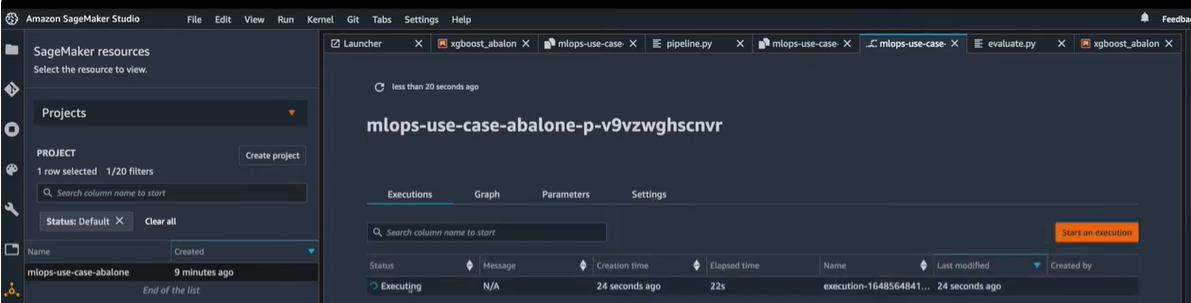 Amazon SageMaker Studio File Edit View Run Kernel Git Tabs Settings Help Feedba
SageMaker resources
Select the resource to view.
Projects
PROJECT
Create project
1 row selected 1/20 filters
Search column name to start
Status: Default Clear all
Name Created
mlops-use-case-abalone 9 minutes ago
End of the list
Launcher xgboost_abalon mlops-use-case- pipeline.py mlops-use-case- mlops-use-case- evaluate.py xgboost_abalon
less than 20 seconds ago
mlops-use-case-abalone-p-v9vzwghscnvr
Executions Graph Parameters Settings
Search column name to start
Start an execution
Status Message Creation time Elapsed time Name Last modified Created by
Executing N/A 24 seconds ago 22s execution-1648564841... 24 seconds ago